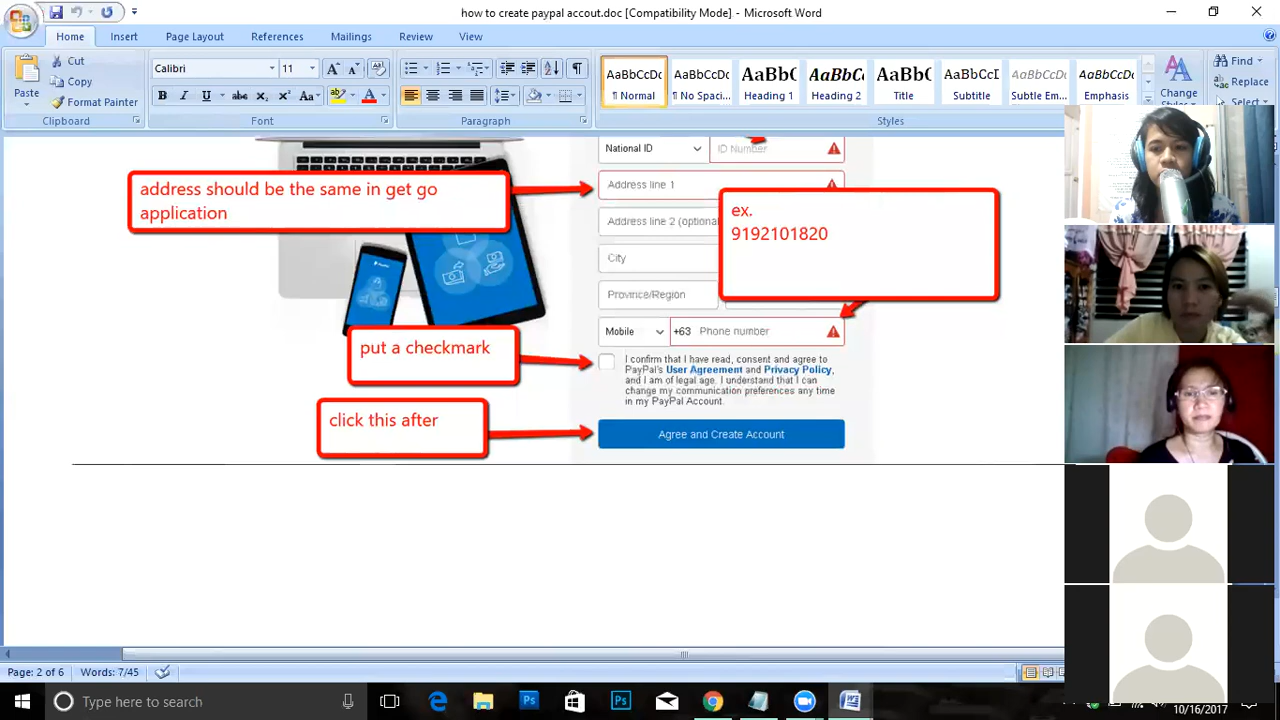 how to create paypal accout.doc [Compatibility Mode] - Microsoft Word
Home Insert Page Layout References Mailings Review View
Paste
Cut
Copy
Format Painter
Clipboard
Calibri 11
Font
Paragraph
AaBbCcDc AaBbCcDc AaBbC AaBbCc AaBbC AaBbCcI AaBbCcDc AaBbCcDc
¶ Normal ¶ No Spaci... Heading 1 Heading 2 Title Subtitle Subtle Em... Emphasis
Styles
Change
Styles
Find
Replace
Select
National ID ID Number
address should be the same in get go
application
Address line 1
Address line 2 (optional
ex.
9192101820
City
Province/Region
Mobile +63 Phone number
put a checkmark
I confirm that I have read, consent and agree to
PayPal's User Agreement and Privacy Policy,
and I am of legal age. I understand that I can
change my communication preferences any time
in my PayPal Account.
click this after
Agree and Create Account
Page: 2 of 6 Words: 7/45
Type here to search
10/16/2017